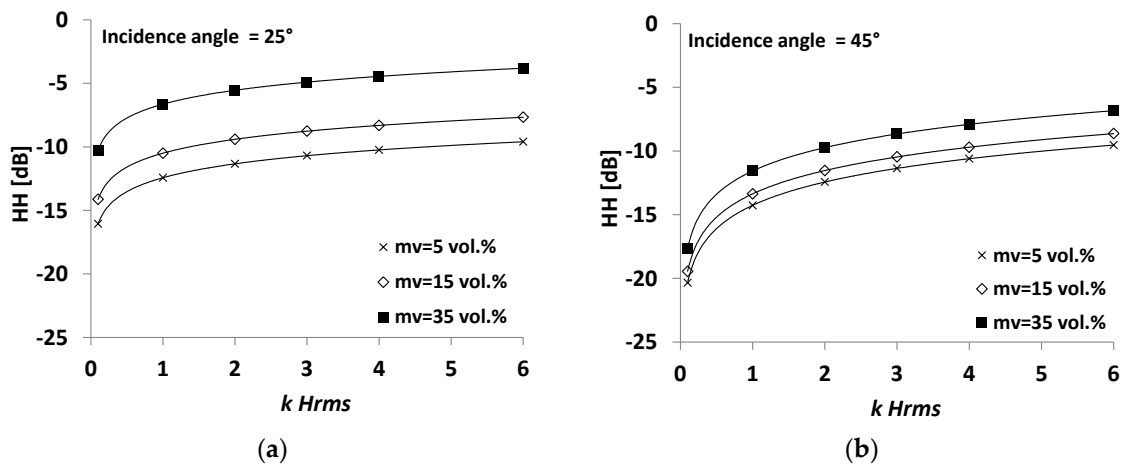 0
Incidence angle = 25°
-5
-10
-15
-20
-25
HH [dB]
mv=5 vol.%
mv=15 vol.%
mv=35 vol.%
0 1 2 3 4 5 6
k Hrms
(a)
0
Incidence angle = 45°
-5
-10
-15
-20
-25
HH [dB]
mv=5 vol.%
mv=15 vol.%
mv=35 vol.%
0 1 2 3 4 5 6
k Hrms
(b)